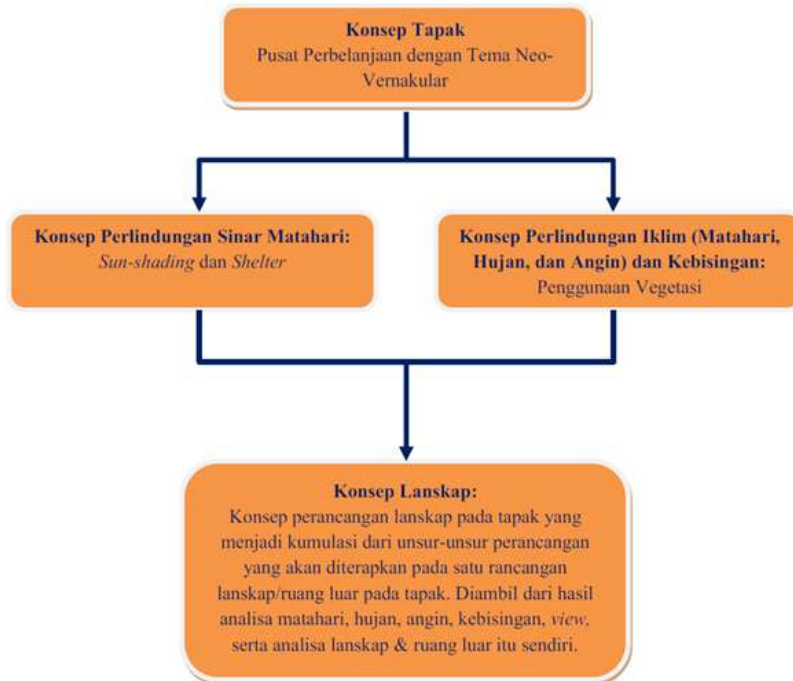 Konsep Tapak
Pusat Perbelanjaan dengan Tema Neo-
Vernakular
Konsep Perlindungan Sinar Matahari:
Sun-shading dan Shelter
Konsep Perlindungan Iklim (Matahari,
Hujan, dan Angin) dan Kebisingan:
Penggunaan Vegetasi
Konsep Lanskap:
Konsep perancangan lanskap pada tapak yang
menjadi kumulasi dari unsur-unsur perancangan
yang akan diterapkan pada satu rancangan
lanskap/ruang luar pada tapak. Diambil dari hasil
analisa matahari, hujan, angin, kebisingan, view,
serta analisa lanskap & ruang luar itu sendiri.